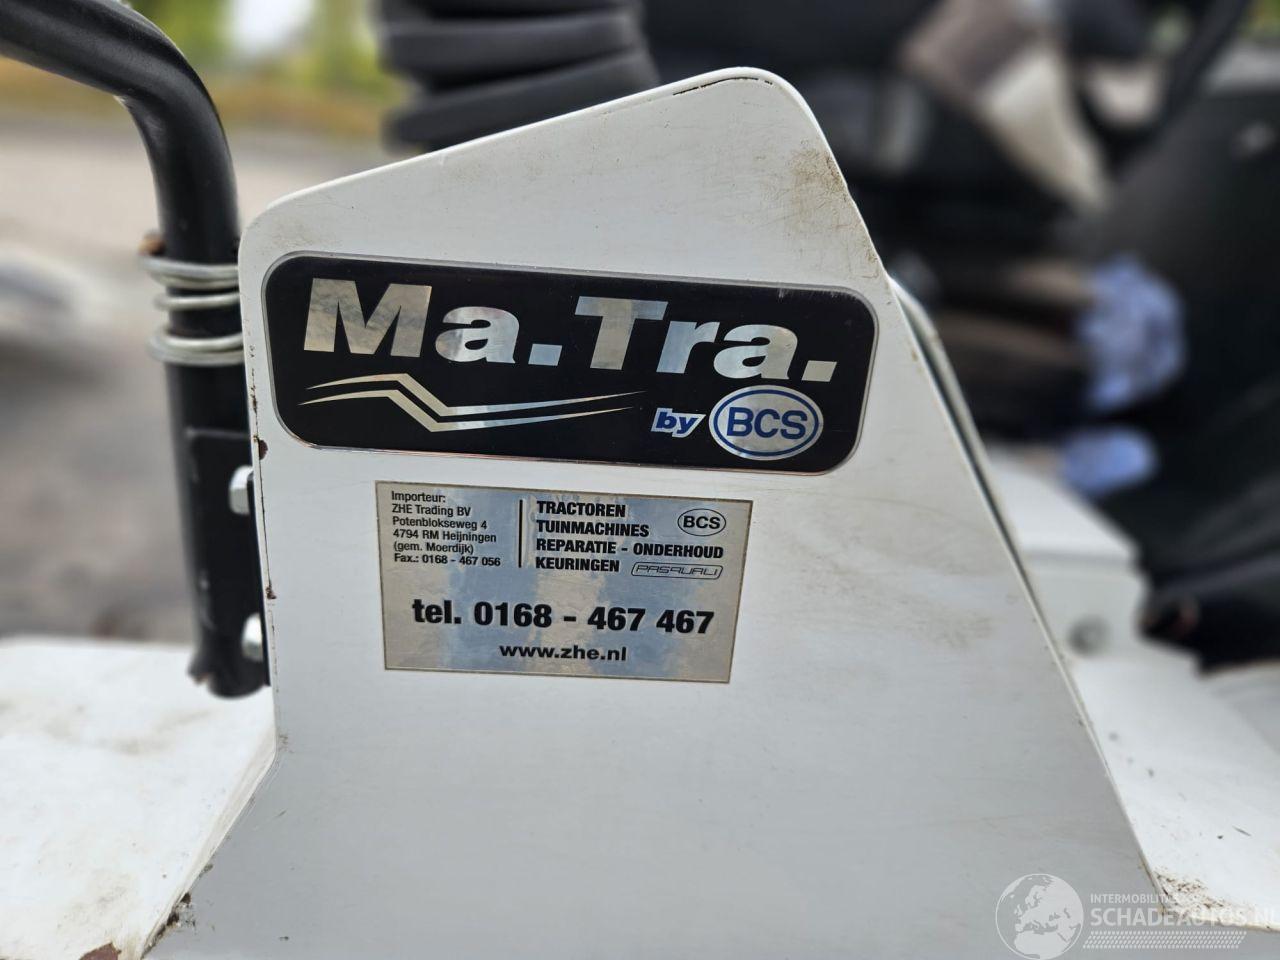 Ma.Tra.
by BCS
Importeur:
ZHE Trading BV
Potenblokseweg 4
4794 RM Heijningen
(gem. Moerdijk)
Fax.: 0168 - 467 056
TRACTOREN
BCS
TUINMACHINES
REPARATIE - ONDERHOUD
KEURINGEN
PASQUALI
tel. 0168 - 467 467
www.zhe.nl
SCHADEAUTOS.NL